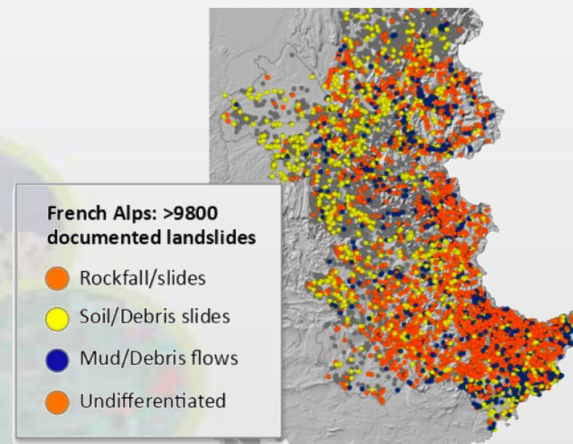 French Alps: >9800
documented landslides
Rockfall/slides
Soil/Debris slides
Mud/Debris flows
Undifferentiated